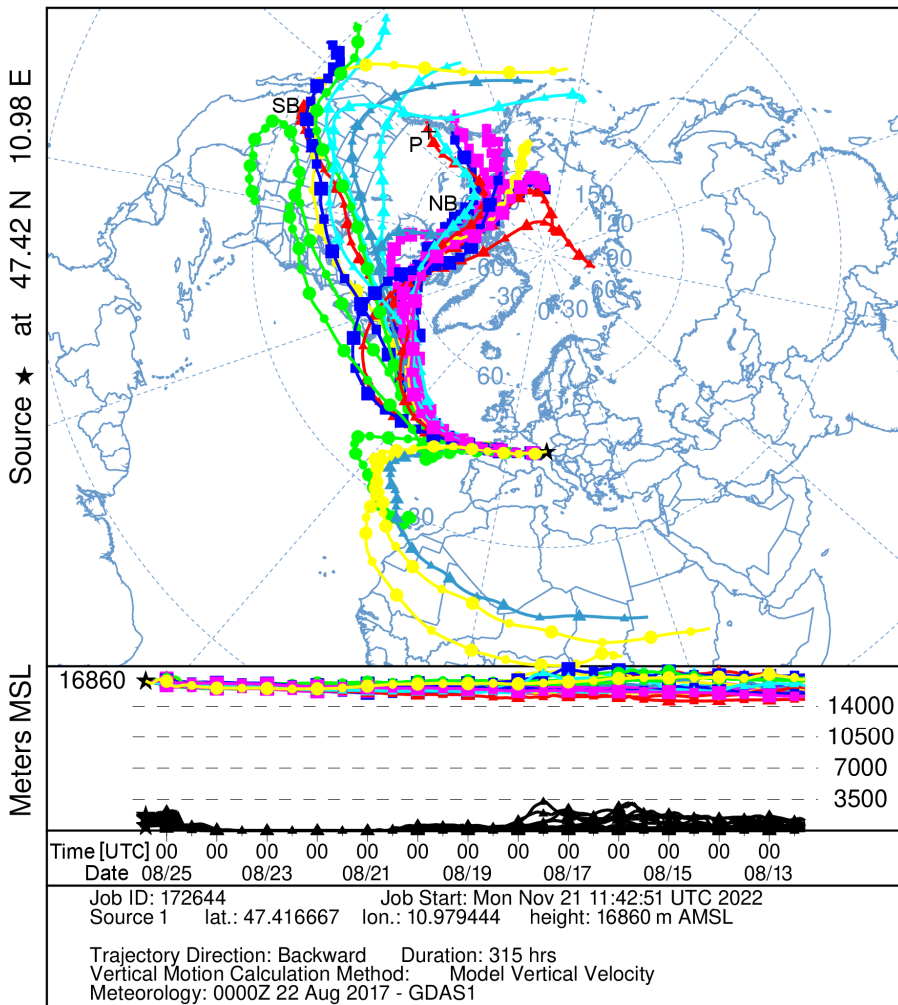 Source ★ at 47.42 N 10.98 E
SB
P
NB
150
120
90
60
60
-30
0
30
60
Meters MSL
16860
14000
10500
7000
3500
Time [UTC] 00 00 00 00 00 00 00 00 00 00 00 00 00
Date 08/25 08/23 08/21 08/19 08/17 08/15 08/13
Job ID: 172644 Job Start: Mon Nov 21 11:42:51 UTC 2022
Source 1 lat.: 47.416667 lon.: 10.979444 height: 16860 m AMSL
Trajectory Direction: Backward Duration: 315 hrs
Vertical Motion Calculation Method: Model Vertical Velocity
Meteorology: 0000Z 22 Aug 2017 - GDAS1